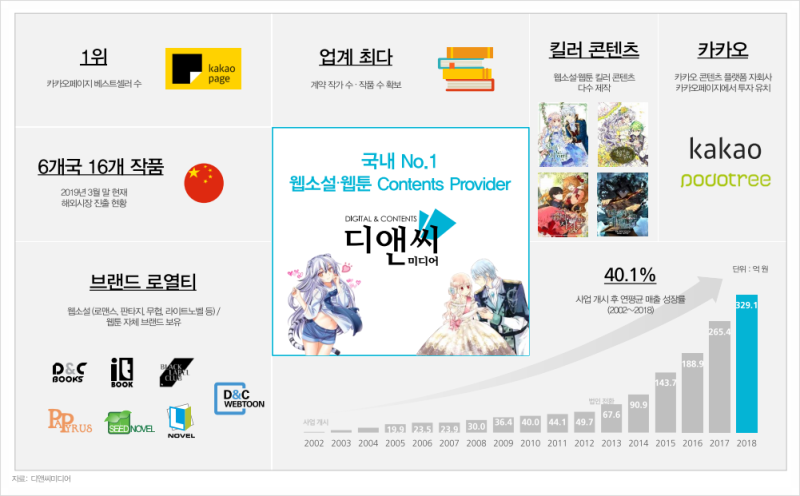 1위
카카오페이지 베스트셀러 수
kakao
page
업계 최다
계약 작가 수 · 작품 수 확보
킬러 콘텐츠
웹소설·웹툰 킬러 콘텐츠
다수 제작
카카오
카카오 콘텐츠 플랫폼 자회사
카카오페이지에서 투자 유치
kakao
podotree
6개국 16개 작품
2019년 3월 말 현재
해외시장 진출 현황
국내 No.1
웹소설·웹툰 Contents Provider
DIGITAL & CONTENTS
디앤씨
미디어
브랜드 로열티
웹소설 (로맨스, 판타지, 무협, 라이트노벨 등) /
웹툰 자체 브랜드 보유
D&C
BOOKS
it
BOOK
BLACK
LABEL
CLUB
D&C
WEBTOON
PAPYRUS
SEED NOVEL
NOVEL
40.1%
사업 개시 후 연평균 매출 성장률
(2002~2018)
단위 : 억 원
사업 개시
법인 전환
19.9 23.5 23.9 30.0 36.4 40.0 44.1 49.7 67.6 90.9 143.7 188.9 265.4 329.1
2002 2003 2004 2005 2006 2007 2008 2009 2010 2011 2012 2013 2014 2015 2016 2017 2018
자료: 디앤씨미디어